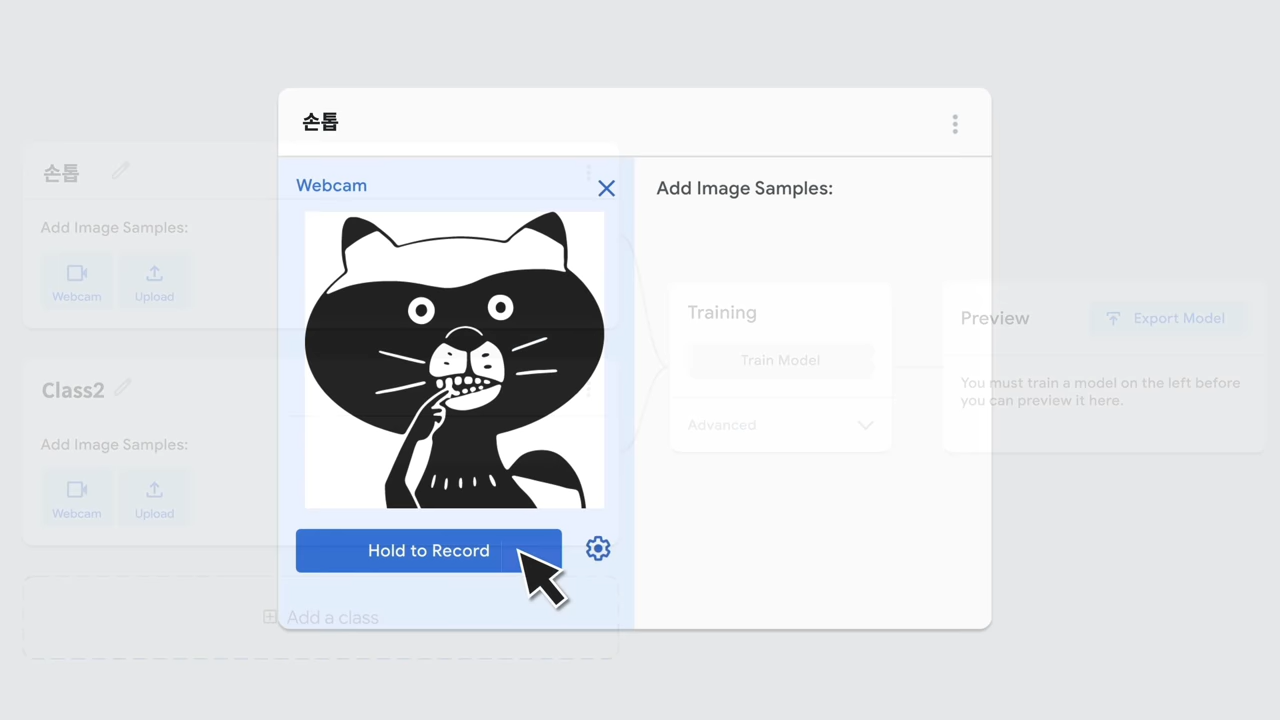 손톱
Webcam
Add Image Samples:
Hold to Record
손톱
Add Image Samples:
Webcam
Upload
Class2
Add Image Samples:
Webcam
Upload
Add a class
Training
Train Model
Advanced
Preview
Export Model
You must train a model on the left before
you can preview it here.